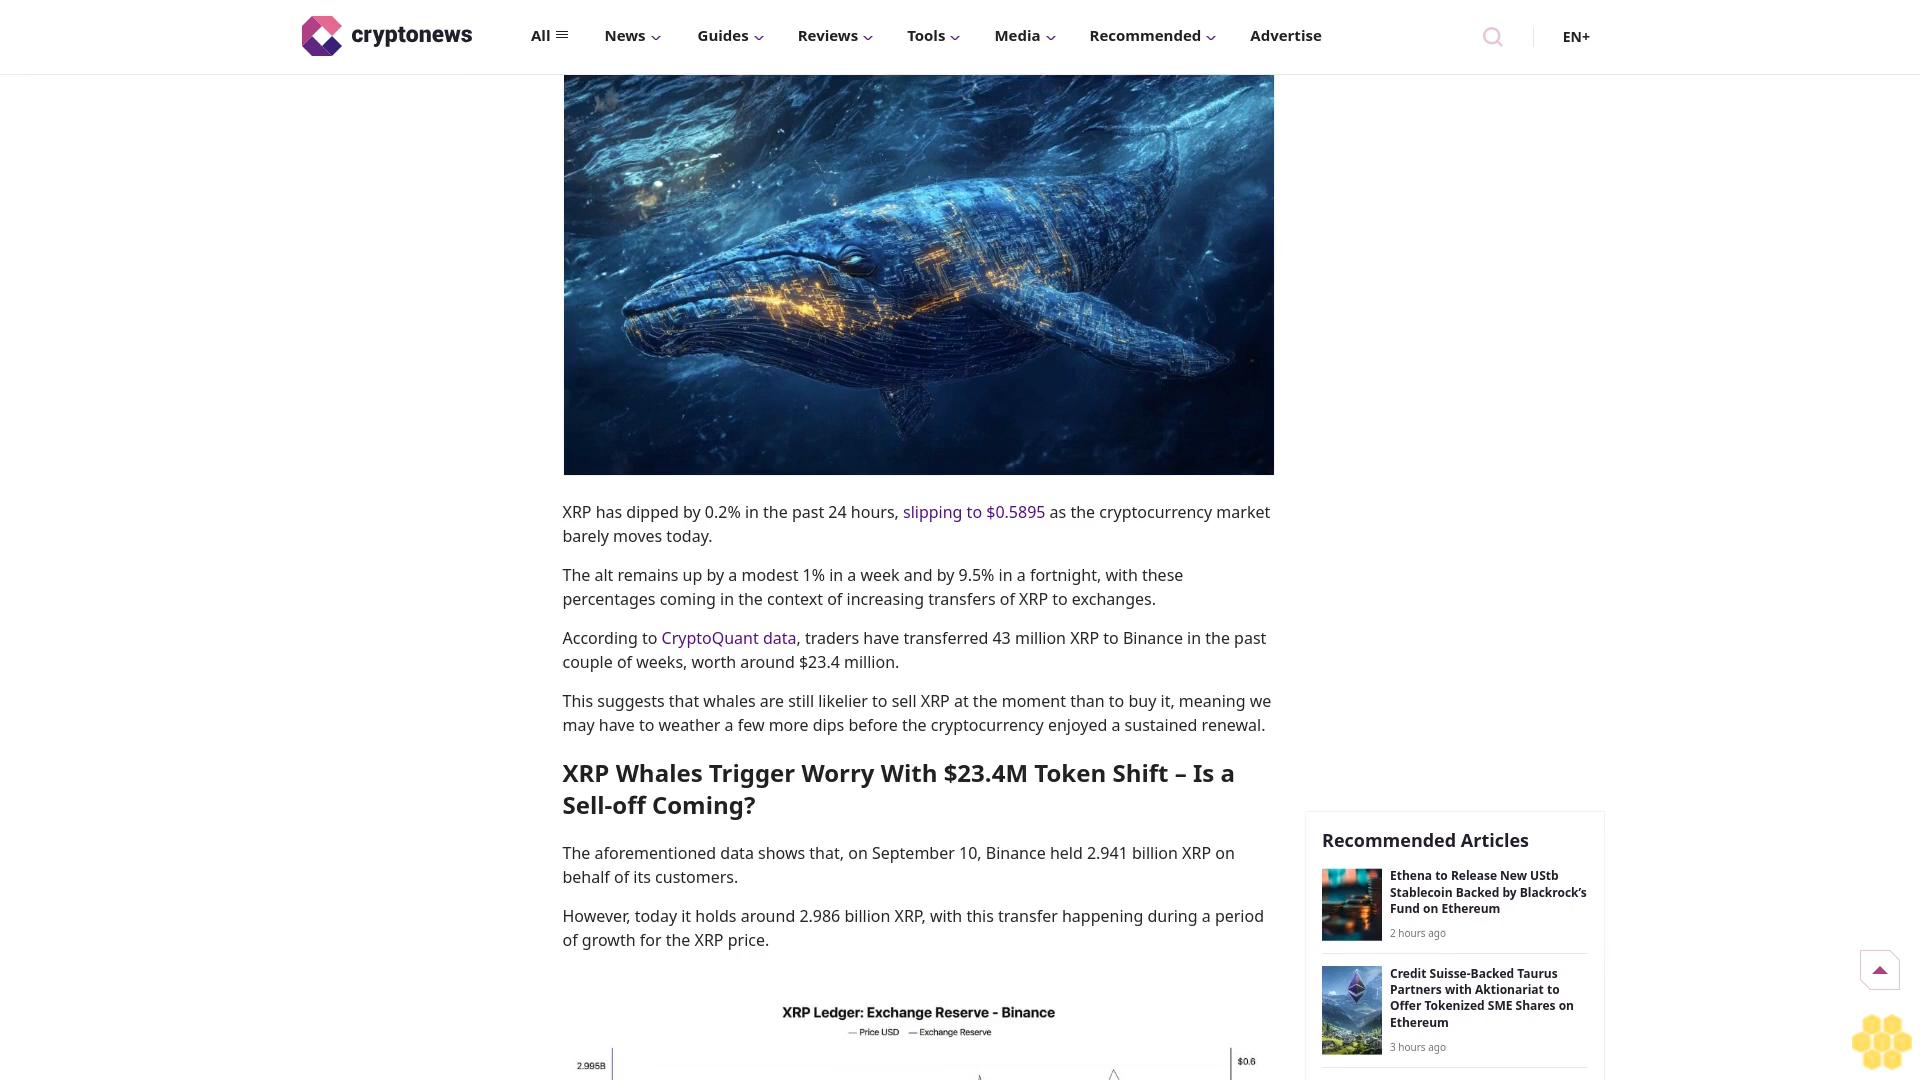 cryptonews
All
News
Guides
Reviews
Tools
Media
Recommended
Advertise
EN+
XRP has dipped by 0.2% in the past 24 hours, slipping to $0.5895 as the cryptocurrency market
barely moves today.
The alt remains up by a modest 1% in a week and by 9.5% in a fortnight, with these
percentages coming in the context of increasing transfers of XRP to exchanges.
According to CryptoQuant data, traders have transferred 43 million XRP to Binance in the past
couple of weeks, worth around $23.4 million.
This suggests that whales are still likelier to sell XRP at the moment than to buy it, meaning we
may have to weather a few more dips before the cryptocurrency enjoyed a sustained renewal.
XRP Whales Trigger Worry With $23.4M Token Shift – Is a
Sell-off Coming?
The aforementioned data shows that, on September 10, Binance held 2.941 billion XRP on
behalf of its customers.
However, today it holds around 2.986 billion XRP, with this transfer happening during a period
of growth for the XRP price.
XRP Ledger: Exchange Reserve - Binance
— Price USD — Exchange Reserve
2.995B
$0.6
Recommended Articles
Ethena to Release New UStb
Stablecoin Backed by Blackrock’s
Fund on Ethereum
2 hours ago
Credit Suisse-Backed Taurus
Partners with Aktionariat to
Offer Tokenized SME Shares on
Ethereum
3 hours ago